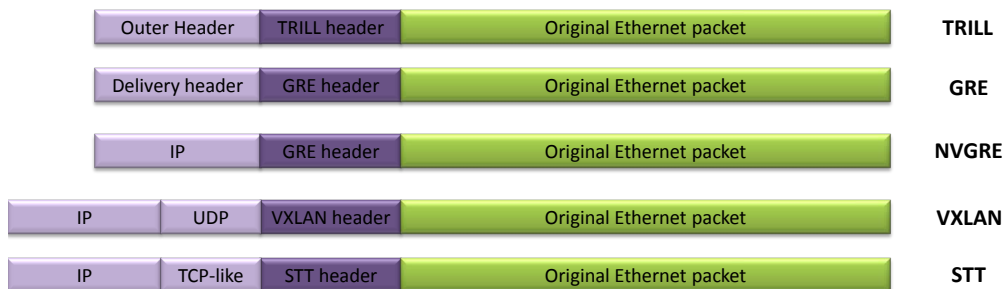 Outer Header TRILL header Original Ethernet packet TRILL
Delivery header GRE header Original Ethernet packet GRE
IP GRE header Original Ethernet packet NVGRE
IP UDP VXLAN header Original Ethernet packet VXLAN
IP TCP-like STT header Original Ethernet packet STT